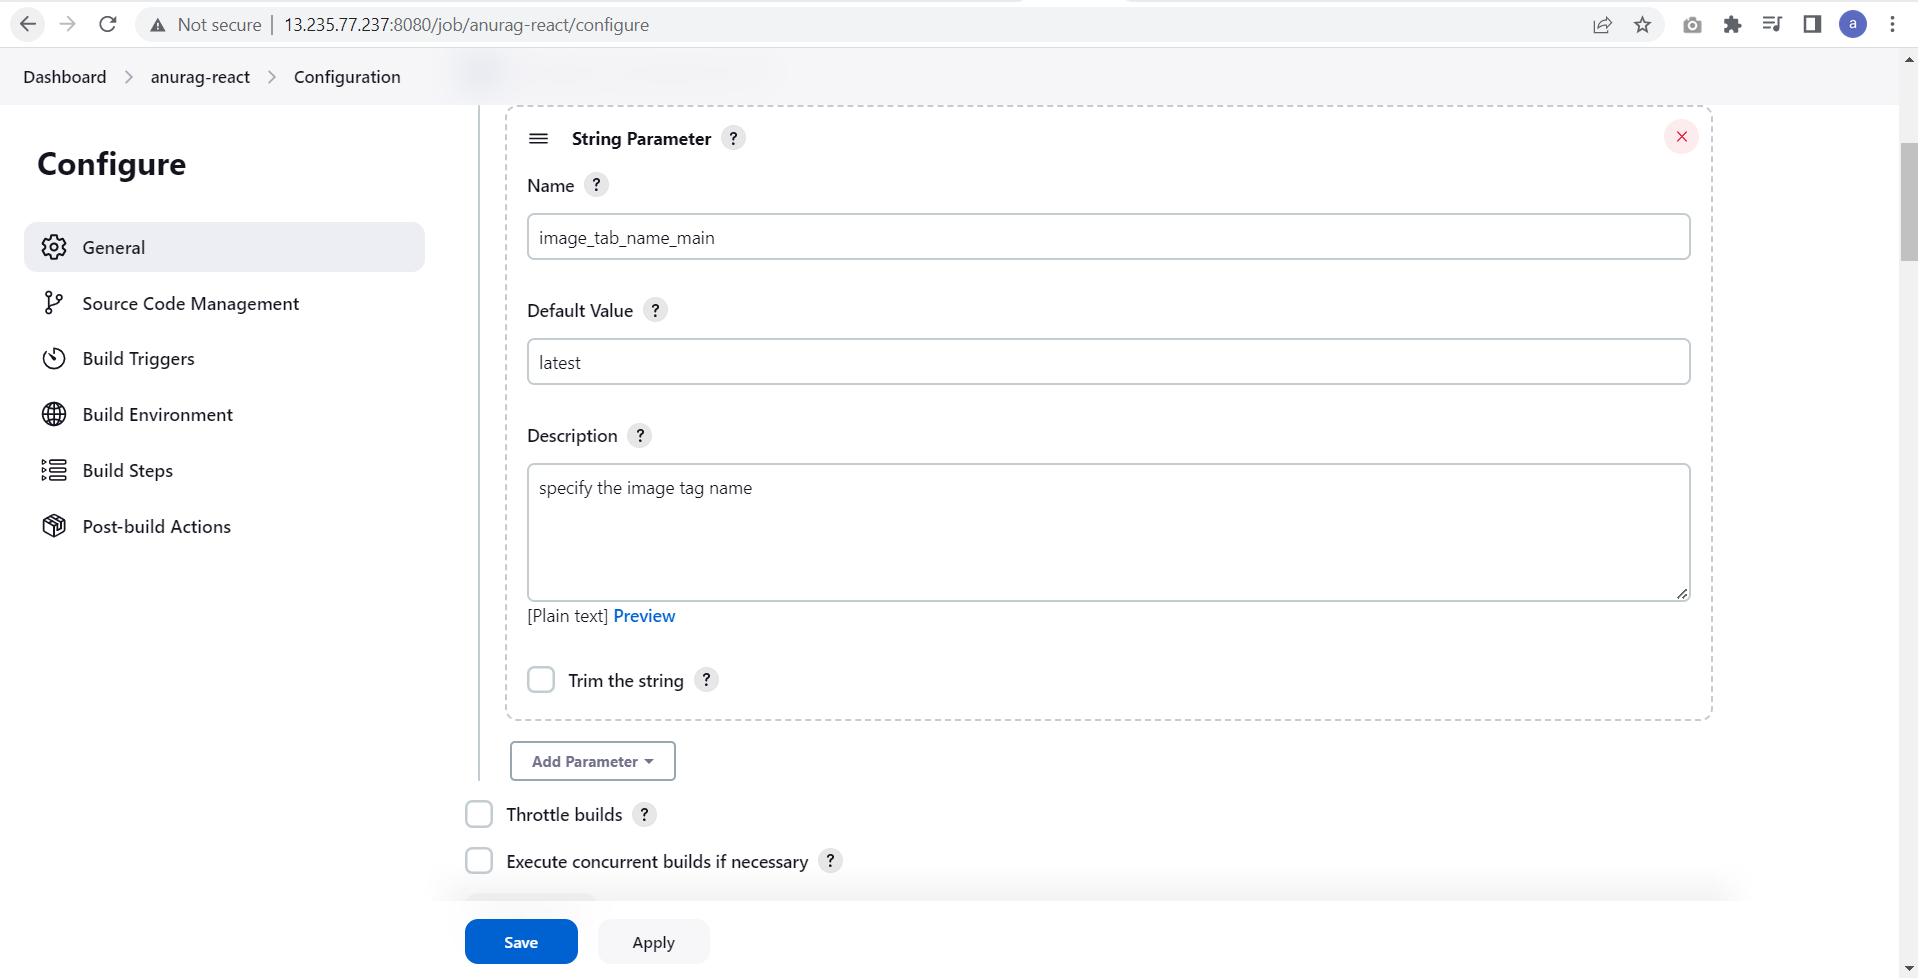 Not secure | 13.235.77.237:8080/job/anurag-react/configure
a
Dashboard > anurag-react > Configuration
Configure
General
Source Code Management
Build Triggers
Build Environment
Build Steps
Post-build Actions
String Parameter ?
Name ?
image_tab_name_main
Default Value ?
latest
Description ?
specify the image tag name
[Plain text] Preview
Trim the string ?
Add Parameter
Throttle builds ?
Execute concurrent builds if necessary ?
Save Apply